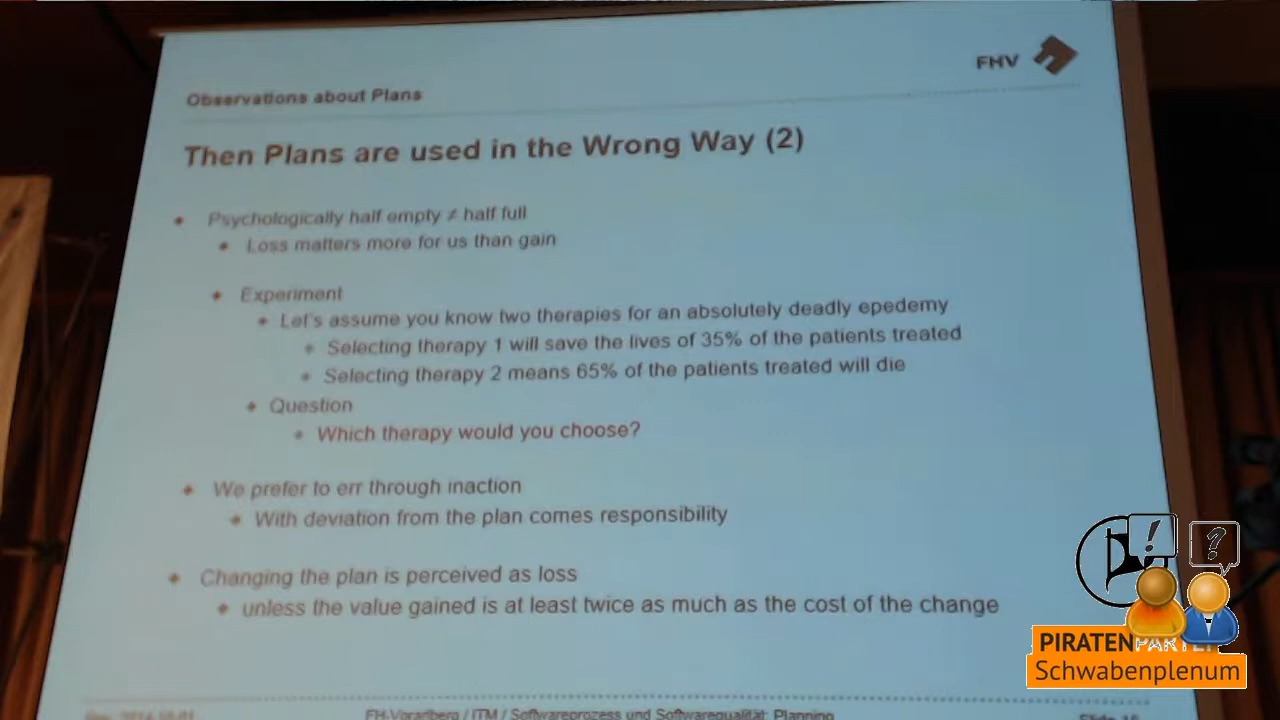 FHV
Observations about Plans
Then Plans are used in the Wrong Way (2)
Psychologically half empty ≠ half full
Loss matters more for us than gain
Experiment
Let's assume you know two therapies for an absolutely deadly epedemy
Selecting therapy 1 will save the lives of 35% of the patients treated
Selecting therapy 2 means 65% of the patients treated will die
Question
Which therapy would you choose?
We prefer to err through inaction
With deviation from the plan comes responsibility
Changing the plan is perceived as loss
unless the value gained is at least twice as much as the cost of the change
! ?
PIRATENPARTEI
Schwabenplenum
FH-Vorarlberg / ITM / Softwareprozess und Softwarequalität: Planning